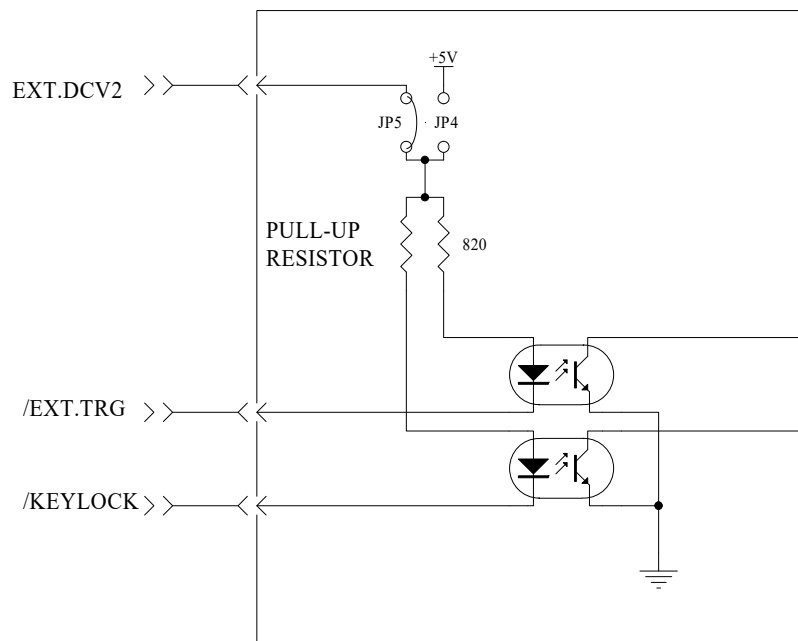 +5V
EXT.DCV2
JP5
JP4
PULL-UP
RESISTOR
820
/EXT.TRG
/KEYLOCK